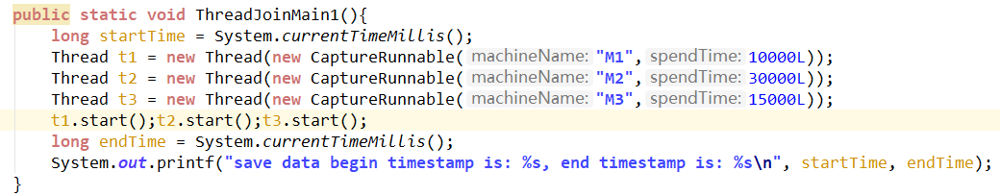 public static void ThreadJoinMain1(){
long startTime = System.currentTimeMillis();
Thread t1 = new Thread(new CaptureRunnable( machineName: "M1", spendTime: 10000L));
Thread t2 = new Thread(new CaptureRunnable( machineName: "M2", spendTime: 30000L));
Thread t3 = new Thread(new CaptureRunnable( machineName: "M3", spendTime: 15000L));
t1.start();t2.start();t3.start();
long endTime = System.currentTimeMillis();
System.out.printf("save data begin timestamp is: %s, end timestamp is: %s\n", startTime, endTime);
}